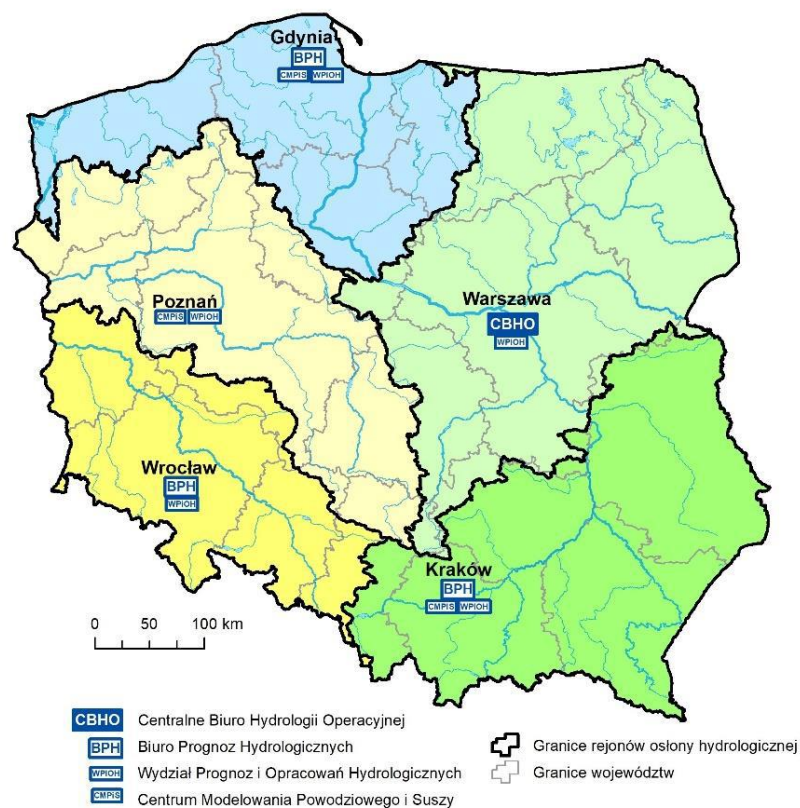 Gdynia
BPH
CMPiS WPIOH
Poznań
CMPiS WPIOH
Warszawa
CBHO
WPIOH
Wrocław
BPH
WPIOH
Kraków
BPH
CMPiS WPIOH
0 50 100 km
CBHO Centralne Biuro Hydrologii Operacyjnej
BPH Biuro Prognoz Hydrologicznych
WPIOH Wydział Prognoz i Opracowań Hydrologicznych
CMPiS Centrum Modelowania Powodziowego i Suszy
Granice rejonów osłony hydrologicznej
Granice województw